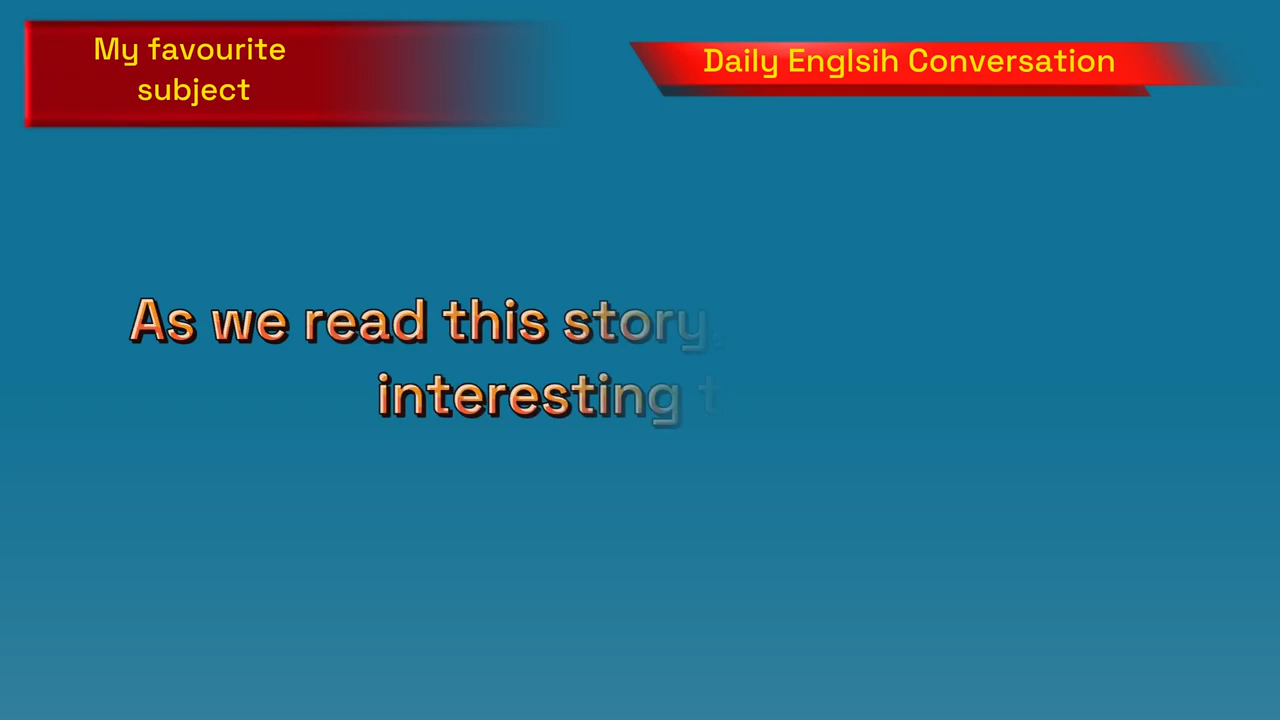 My favourite
subject
Daily Englsih Conversation
As we read this story,
interesting